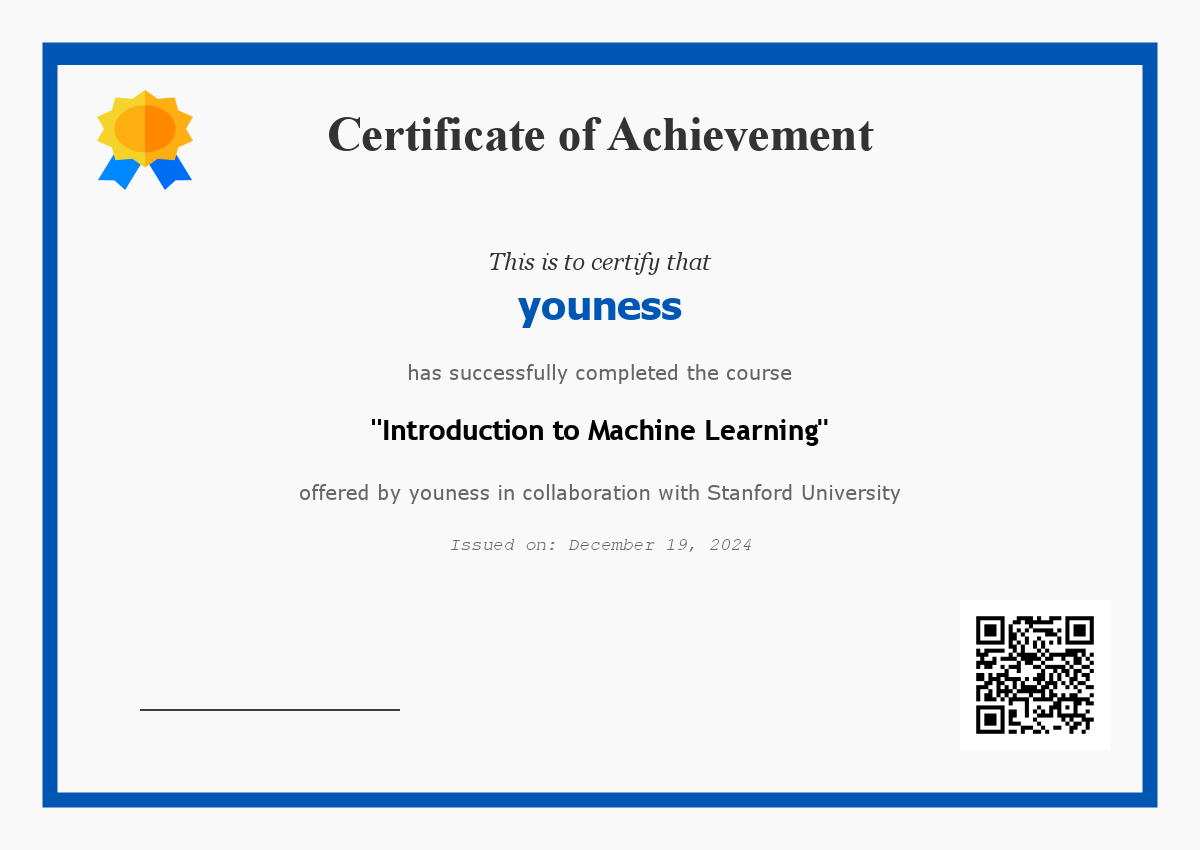 Certificate of Achievement
This is to certify that
youness
has successfully completed the course
"Introduction to Machine Learning"
offered by youness in collaboration with Stanford University
Issued on: December 19, 2024